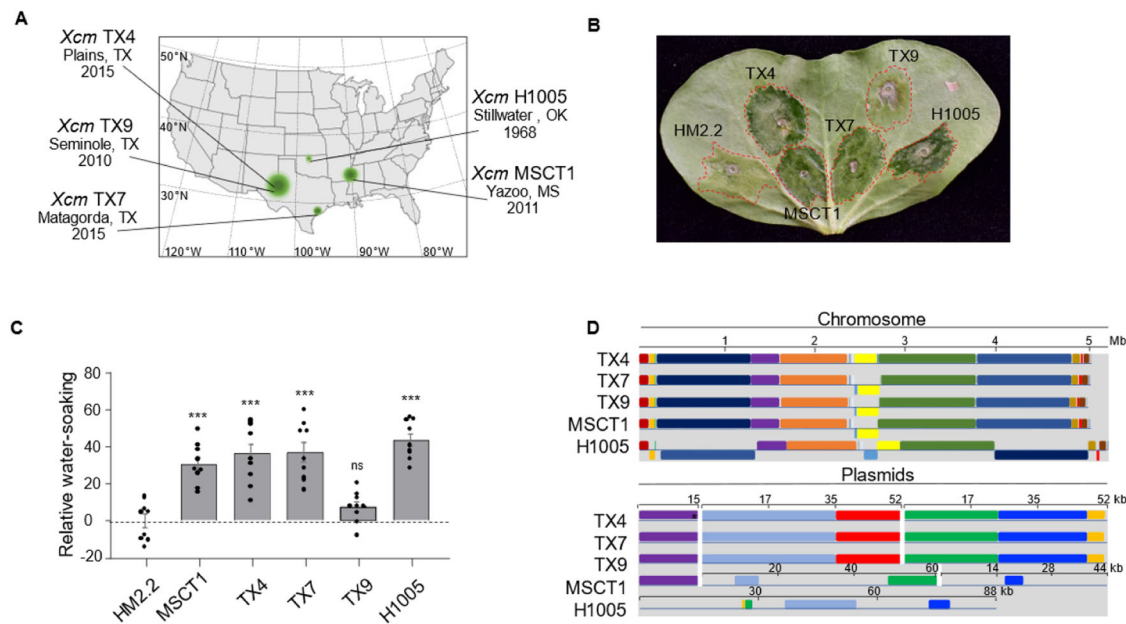 A
Xcm TX4
Plains, TX
2015
Xcm TX9
Seminole, TX
2010
Xcm TX7
Matagorda, TX
2015
50°N
40°N
30°N
120°W
110°W
100°W
90°W
80°W
Xcm H1005
Stillwater , OK
1968
Xcm MSCT1
Yazoo, MS
2011
B
TX4
TX9
HM2.2
TX7
H1005
MSCT1
C
Relative water-soaking
80
60
40
20
0
-20
***
***
***
ns
***
HM2.2
MSCT1
TX4
TX7
TX9
H1005
D
Chromosome
1 2 3 4 5 Mb
TX4
TX7
TX9
MSCT1
H1005
Plasmids
15 17 35 52 17 35 52 kb
TX4
TX7
TX9
20 40 60 14 28 44 kb
MSCT1
30 60 88 kb
H1005